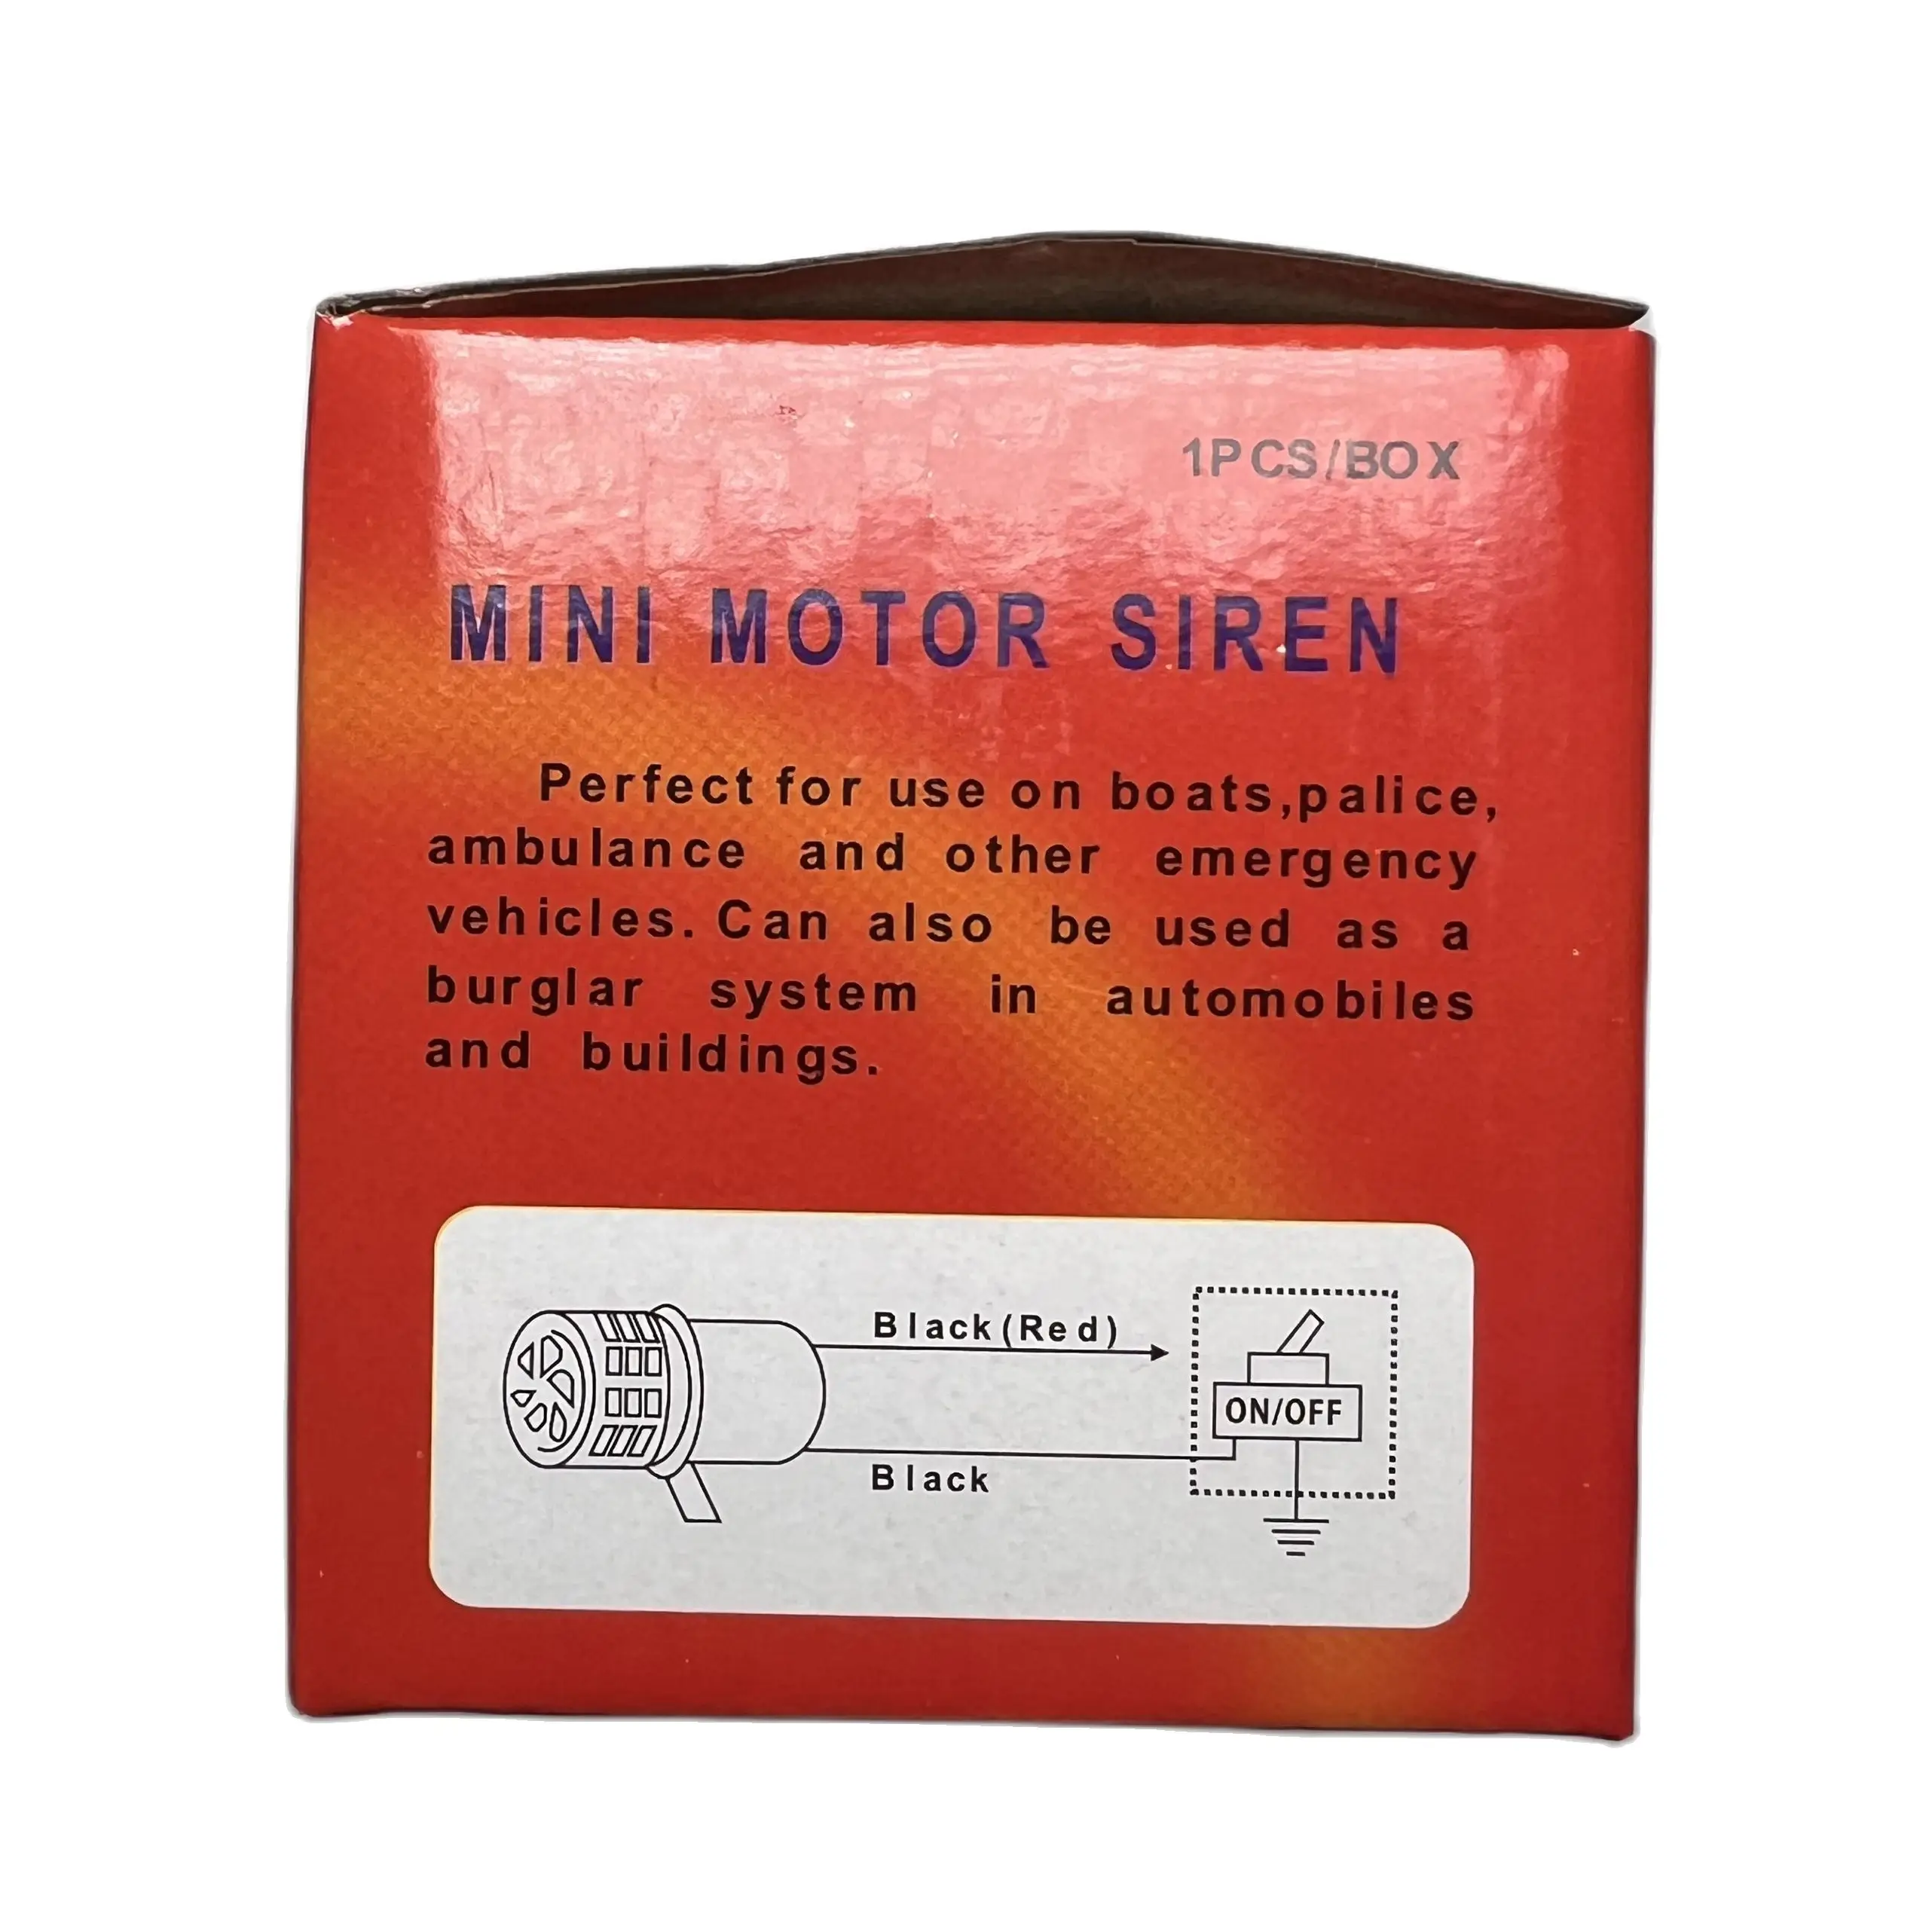 1PCS/BOX
MINI MOTOR SIREN
Perfect for use on boats,palice,
ambulance and other emergency
vehicles. Can also be used as a
burglar system in automobiles
and buildings.
Black(Red)
ON/OFF
Black